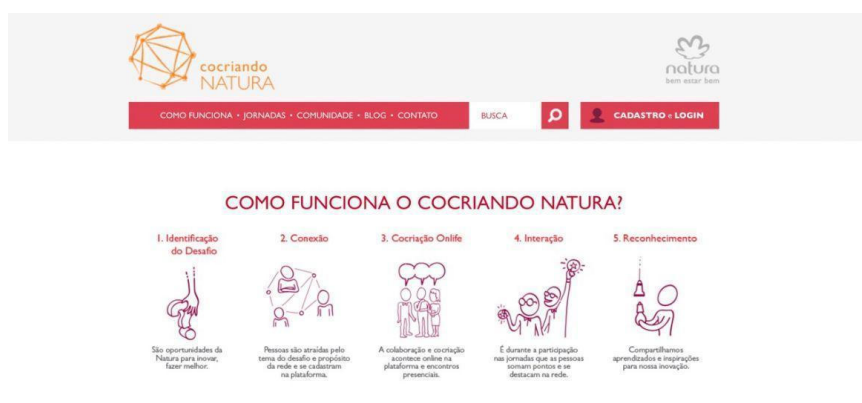 cocriando
NATURA
natura
bem estar bem
COMO FUNCIONA • JORNADAS • COMUNIDADE • BLOG • CONTATO
BUSCA
CADASTRO e LOGIN
COMO FUNCIONA O COCRIANDO NATURA?
1. Identificação
do Desafio
São oportunidades da
Natura para inovar,
fazer melhor.
2. Conexão
Pessoas são atraídas pelo
tema do desafio e propósito
da rede e se cadastram
na plataforma.
3. Cocriação Onlife
A colaboração e cocriação
acontece online na
plataforma e encontros
presenciais.
4. Interação
É durante a participação
nas jornadas que as pessoas
somam pontos e se
destacam na rede.
5. Reconhecimento
Compartilhamos
aprendizados e inspirações
para nossa inovação.